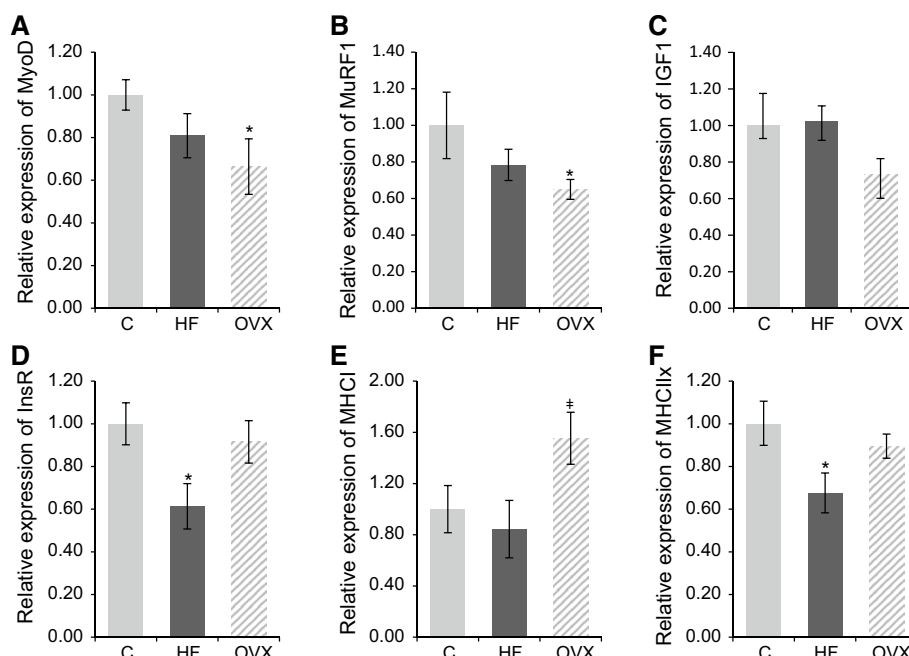 A
Relative expression of MyoD
1.20
1.00
0.80
0.60
0.40
0.20
0.00
*
C HF OVX
B
Relative expression of MuRF1
1.40
1.20
1.00
0.80
0.60
0.40
0.20
0.00
*
C HF OVX
C
Relative expression of IGF1
1.40
1.20
1.00
0.80
0.60
0.40
0.20
0.00
C HF OVX
D
Relative expression of InsR
1.20
1.00
0.80
0.60
0.40
0.20
0.00
*
C HF OVX
E
Relative expression of MHCI
2.00
1.60
1.20
0.80
0.40
0.00
ǂ
C HF OVX
F
Relative expression of MHCIIx
1.20
1.00
0.80
0.60
0.40
0.20
0.00
*
C HF OVX